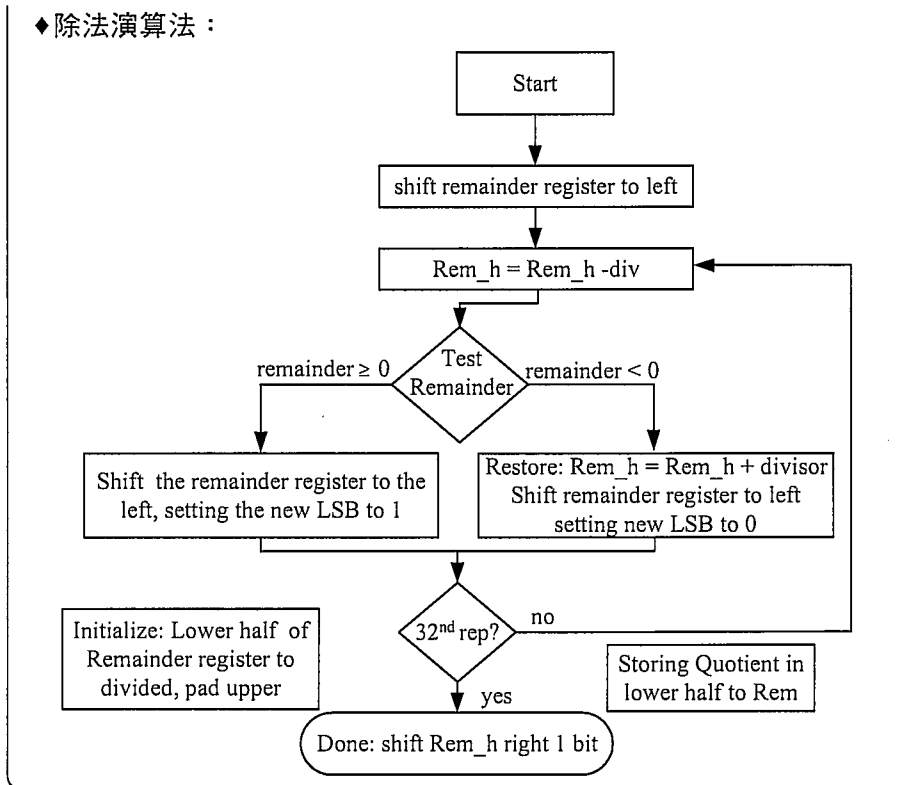 ♦除法演算法：
Start
shift remainder register to left
Rem_h = Rem_h -div
Test
Remainder
remainder ≥ 0
remainder < 0
Shift the remainder register to the
left, setting the new LSB to 1
Restore: Rem_h = Rem_h + divisor
Shift remainder register to left
setting new LSB to 0
32nd rep?
no
yes
Initialize: Lower half of
Remainder register to
divided, pad upper
Storing Quotient in
lower half to Rem
Done: shift Rem_h right 1 bit